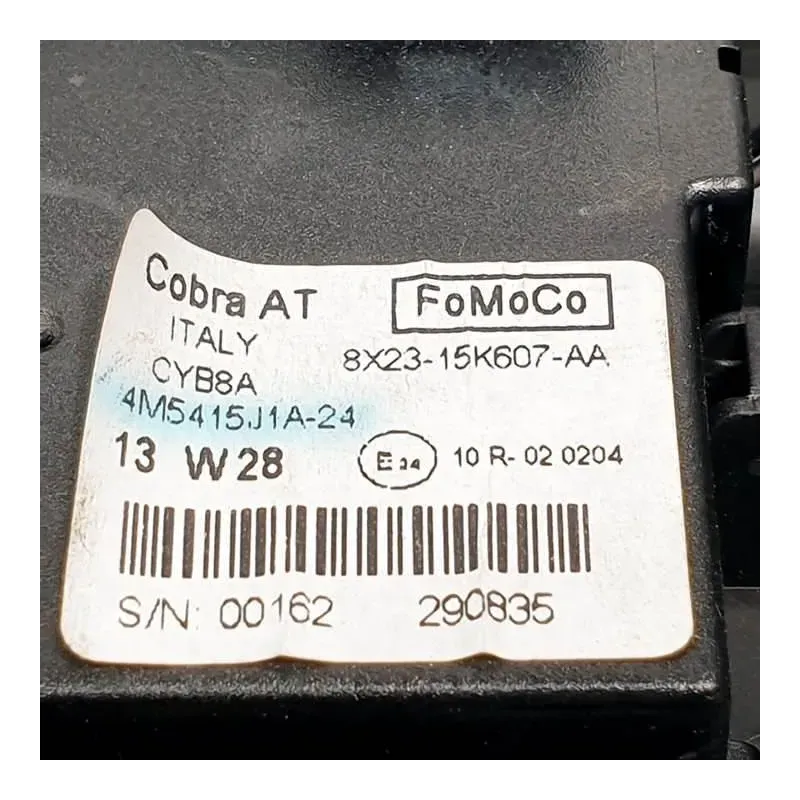 Cobra AT
FoMoCo
ITALY
8X23-15K607-AA
CYB8A
4M5415J1A-24
13 W28
E24 10 R-02 0204
S/N: 00162 290835